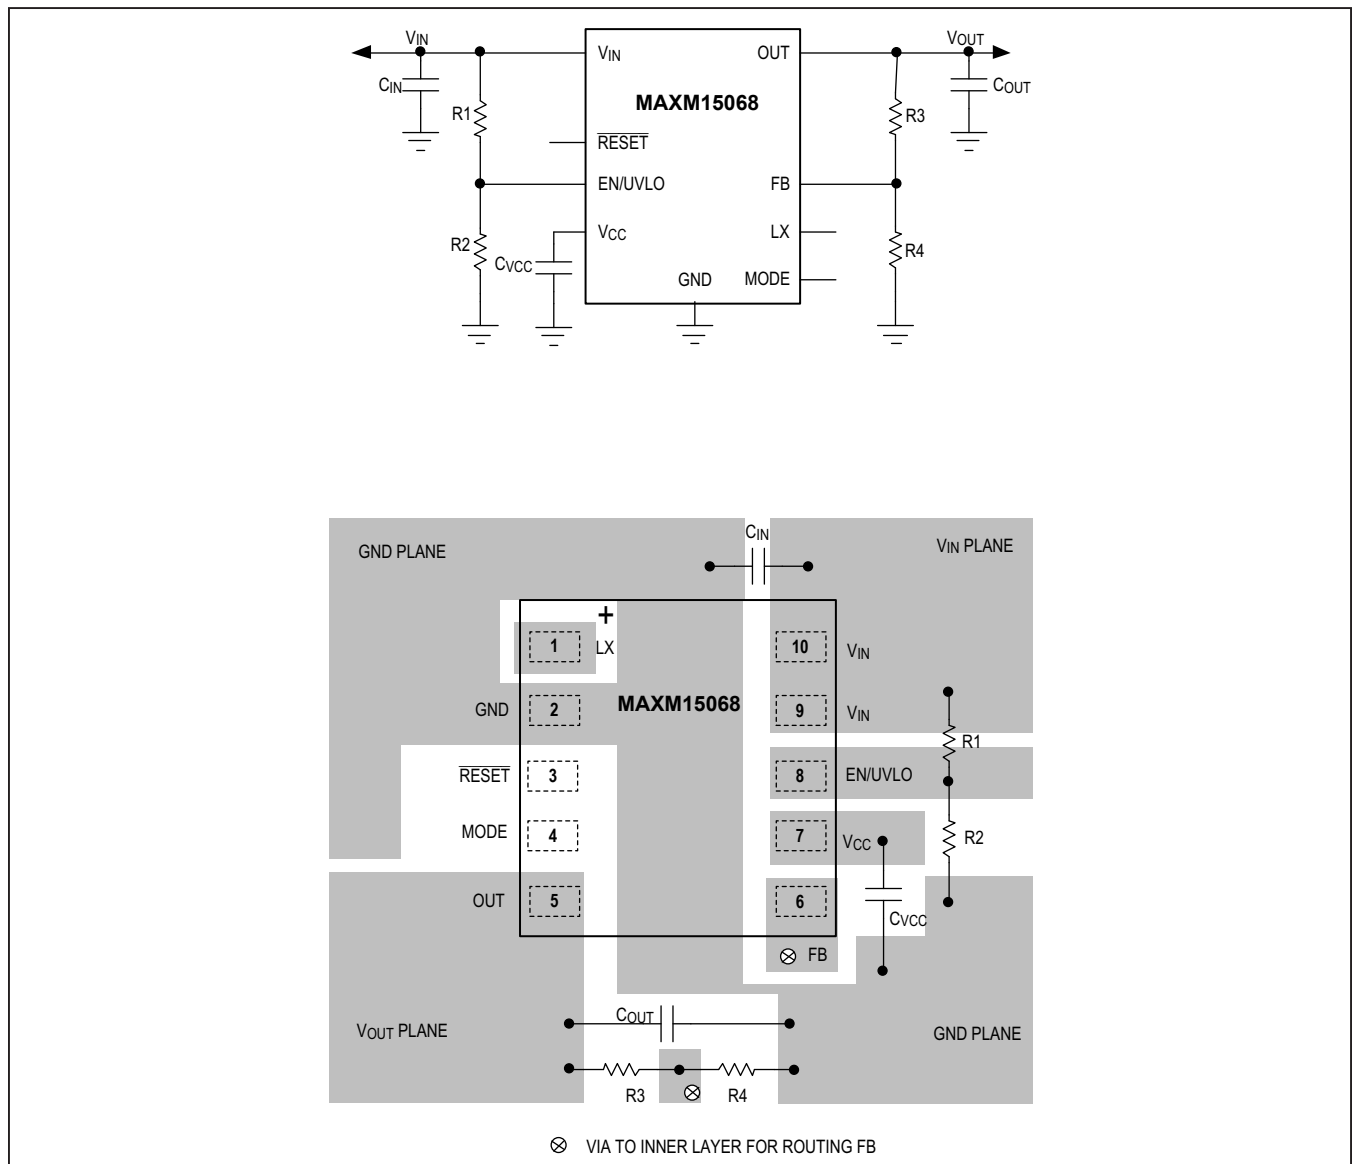 VIN
VOUT
VIN
OUT
CIN
COUT
R1
MAXM15068
R3
RESET
EN/UVLO
FB
R2
VCC
LX
R4
CVCC
GND
MODE
CIN
GND PLANE
VIN PLANE
+
1
LX
10
VIN
GND
2
MAXM15068
9
VIN
R1
RESET
3
8
EN/UVLO
MODE
4
7
VCC
R2
OUT
5
6
CVCC
FB
COUT
VOUT PLANE
GND PLANE
R3
R4
VIA TO INNER LAYER FOR ROUTING FB